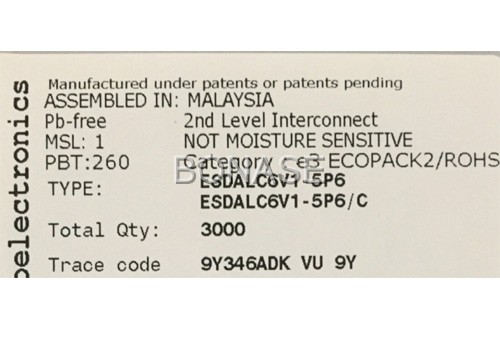 oelectronics
Manufactured under patents or patents pending
ASSEMBLED IN: MALAYSIA
Pb-free 2nd Level Interconnect
MSL: 1 NOT MOISTURE SENSITIVE
PBT:260 Category e3 ECOPACK2/ROHS
BONASE
TYPE: ESDALC6V1-5P6
ESDALC6V1-5P6/C
Total Qty: 3000
Trace code 9Y346ADK VU 9Y